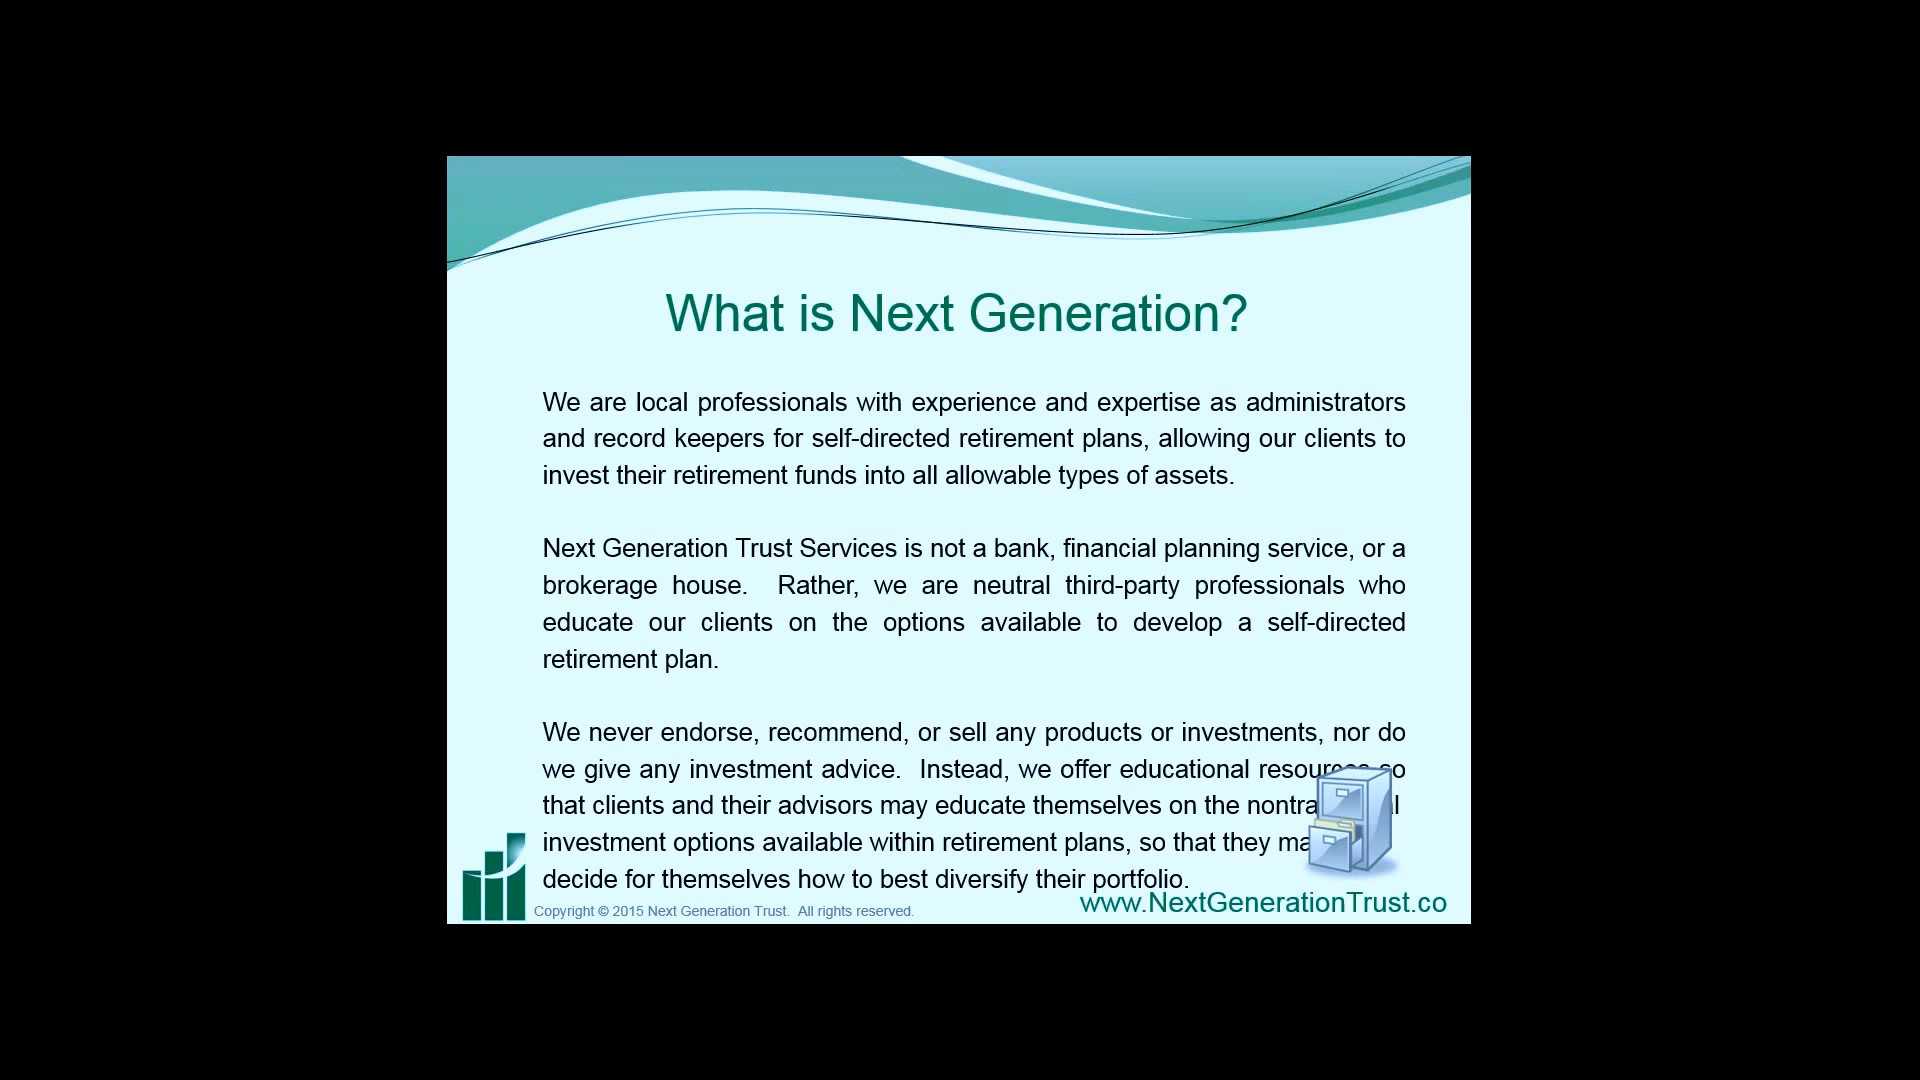 What is Next Generation?
We are local professionals with experience and expertise as administrators
and record keepers for self-directed retirement plans, allowing our clients to
invest their retirement funds into all allowable types of assets.
Next Generation Trust Services is not a bank, financial planning service, or a
brokerage house.  Rather, we are neutral third-party professionals who
educate our clients on the options available to develop a self-directed
retirement plan.
We never endorse, recommend, or sell any products or investments, nor do
we give any investment advice.  Instead, we offer educational resources so
that clients and their advisors may educate themselves on the
investment options available within retirement plans, so that they
decide for themselves how to best diversify their portfolio.
www.NextGenerationTrust.co
Copyright © 2015 Next Generation Trust.  All rights reserved.